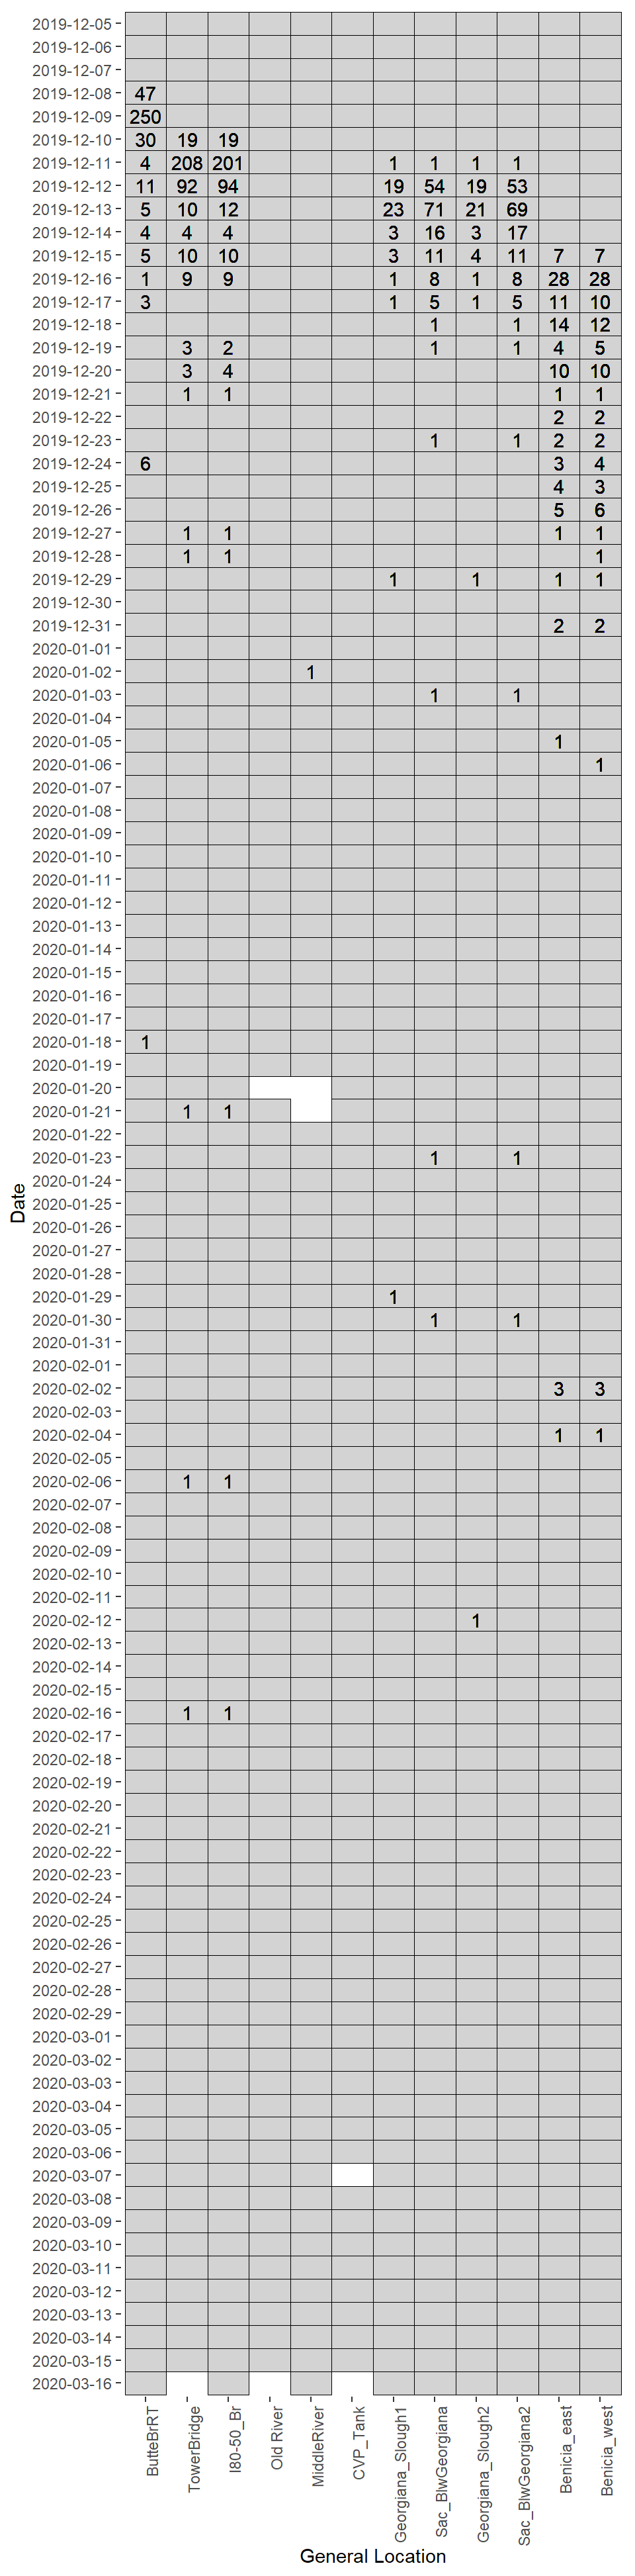 2019-12-05
2019-12-06
2019-12-07
2019-12-08 47
2019-12-09 250
2019-12-10 30 19 19
2019-12-11 4 208 201 1 1 1 1
2019-12-12 11 92 94 19 54 19 53
2019-12-13 5 10 12 23 71 21 69
2019-12-14 4 4 4 3 16 3 17
2019-12-15 5 10 10 3 11 4 11 7 7
2019-12-16 1 9 9 1 8 1 8 28 28
2019-12-17 3 1 5 1 5 11 10
2019-12-18 1 1 14 12
2019-12-19 3 2 1 1 4 5
2019-12-20 3 4 10 10
2019-12-21 1 1 1 1
2019-12-22 2 2
2019-12-23 1 1 2 2
2019-12-24 6 3 4
2019-12-25 4 3
2019-12-26 5 6
2019-12-27 1 1 1 1
2019-12-28 1 1 1
2019-12-29 1 1 1 1
2019-12-30
2019-12-31 2 2
2020-01-01
2020-01-02 1
2020-01-03 1 1
2020-01-04
2020-01-05 1
2020-01-06 1
2020-01-07
2020-01-08
2020-01-09
2020-01-10
2020-01-11
2020-01-12
2020-01-13
2020-01-14
2020-01-15
2020-01-16
2020-01-17
2020-01-18 1
2020-01-19
2020-01-20
2020-01-21 1 1
2020-01-22
2020-01-23 1 1
2020-01-24
2020-01-25
2020-01-26
2020-01-27
2020-01-28
2020-01-29 1
2020-01-30 1 1
2020-01-31
2020-02-01
2020-02-02 3 3
2020-02-03
2020-02-04 1 1
2020-02-05
2020-02-06 1 1
2020-02-07
2020-02-08
2020-02-09
2020-02-10
2020-02-11
2020-02-12 1
2020-02-13
2020-02-14
2020-02-15
2020-02-16 1 1
2020-02-17
2020-02-18
2020-02-19
2020-02-20
2020-02-21
2020-02-22
2020-02-23
2020-02-24
2020-02-25
2020-02-26
2020-02-27
2020-02-28
2020-02-29
2020-03-01
2020-03-02
2020-03-03
2020-03-04
2020-03-05
2020-03-06
2020-03-07
2020-03-08
2020-03-09
2020-03-10
2020-03-11
2020-03-12
2020-03-13
2020-03-14
2020-03-15
2020-03-16
Date
ButteBrRT
TowerBridge
I80-50_Br
Old River
MiddleRiver
CVP_Tank
Georgiana_Slough1
Sac_BlwGeorgiana
Georgiana_Slough2
Sac_BlwGeorgiana2
Benicia_east
Benicia_west
General Location